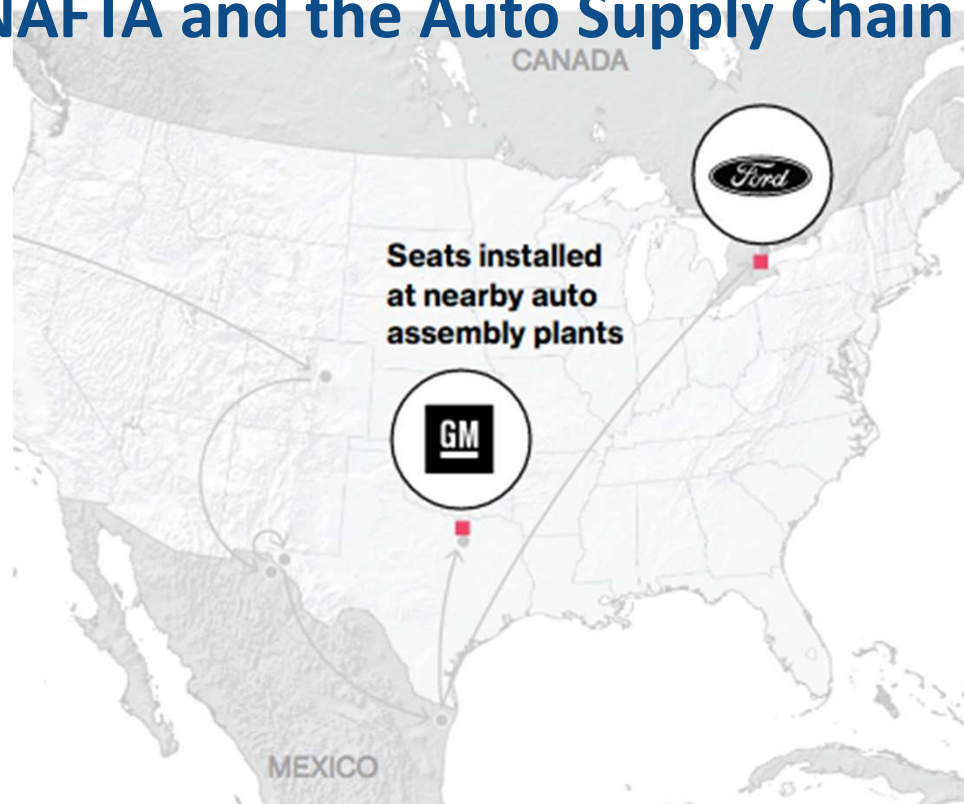 NAFTA and the Auto Supply Chain
CANADA
Ford
Seats installed
at nearby auto
assembly plants
GM
MEXICO